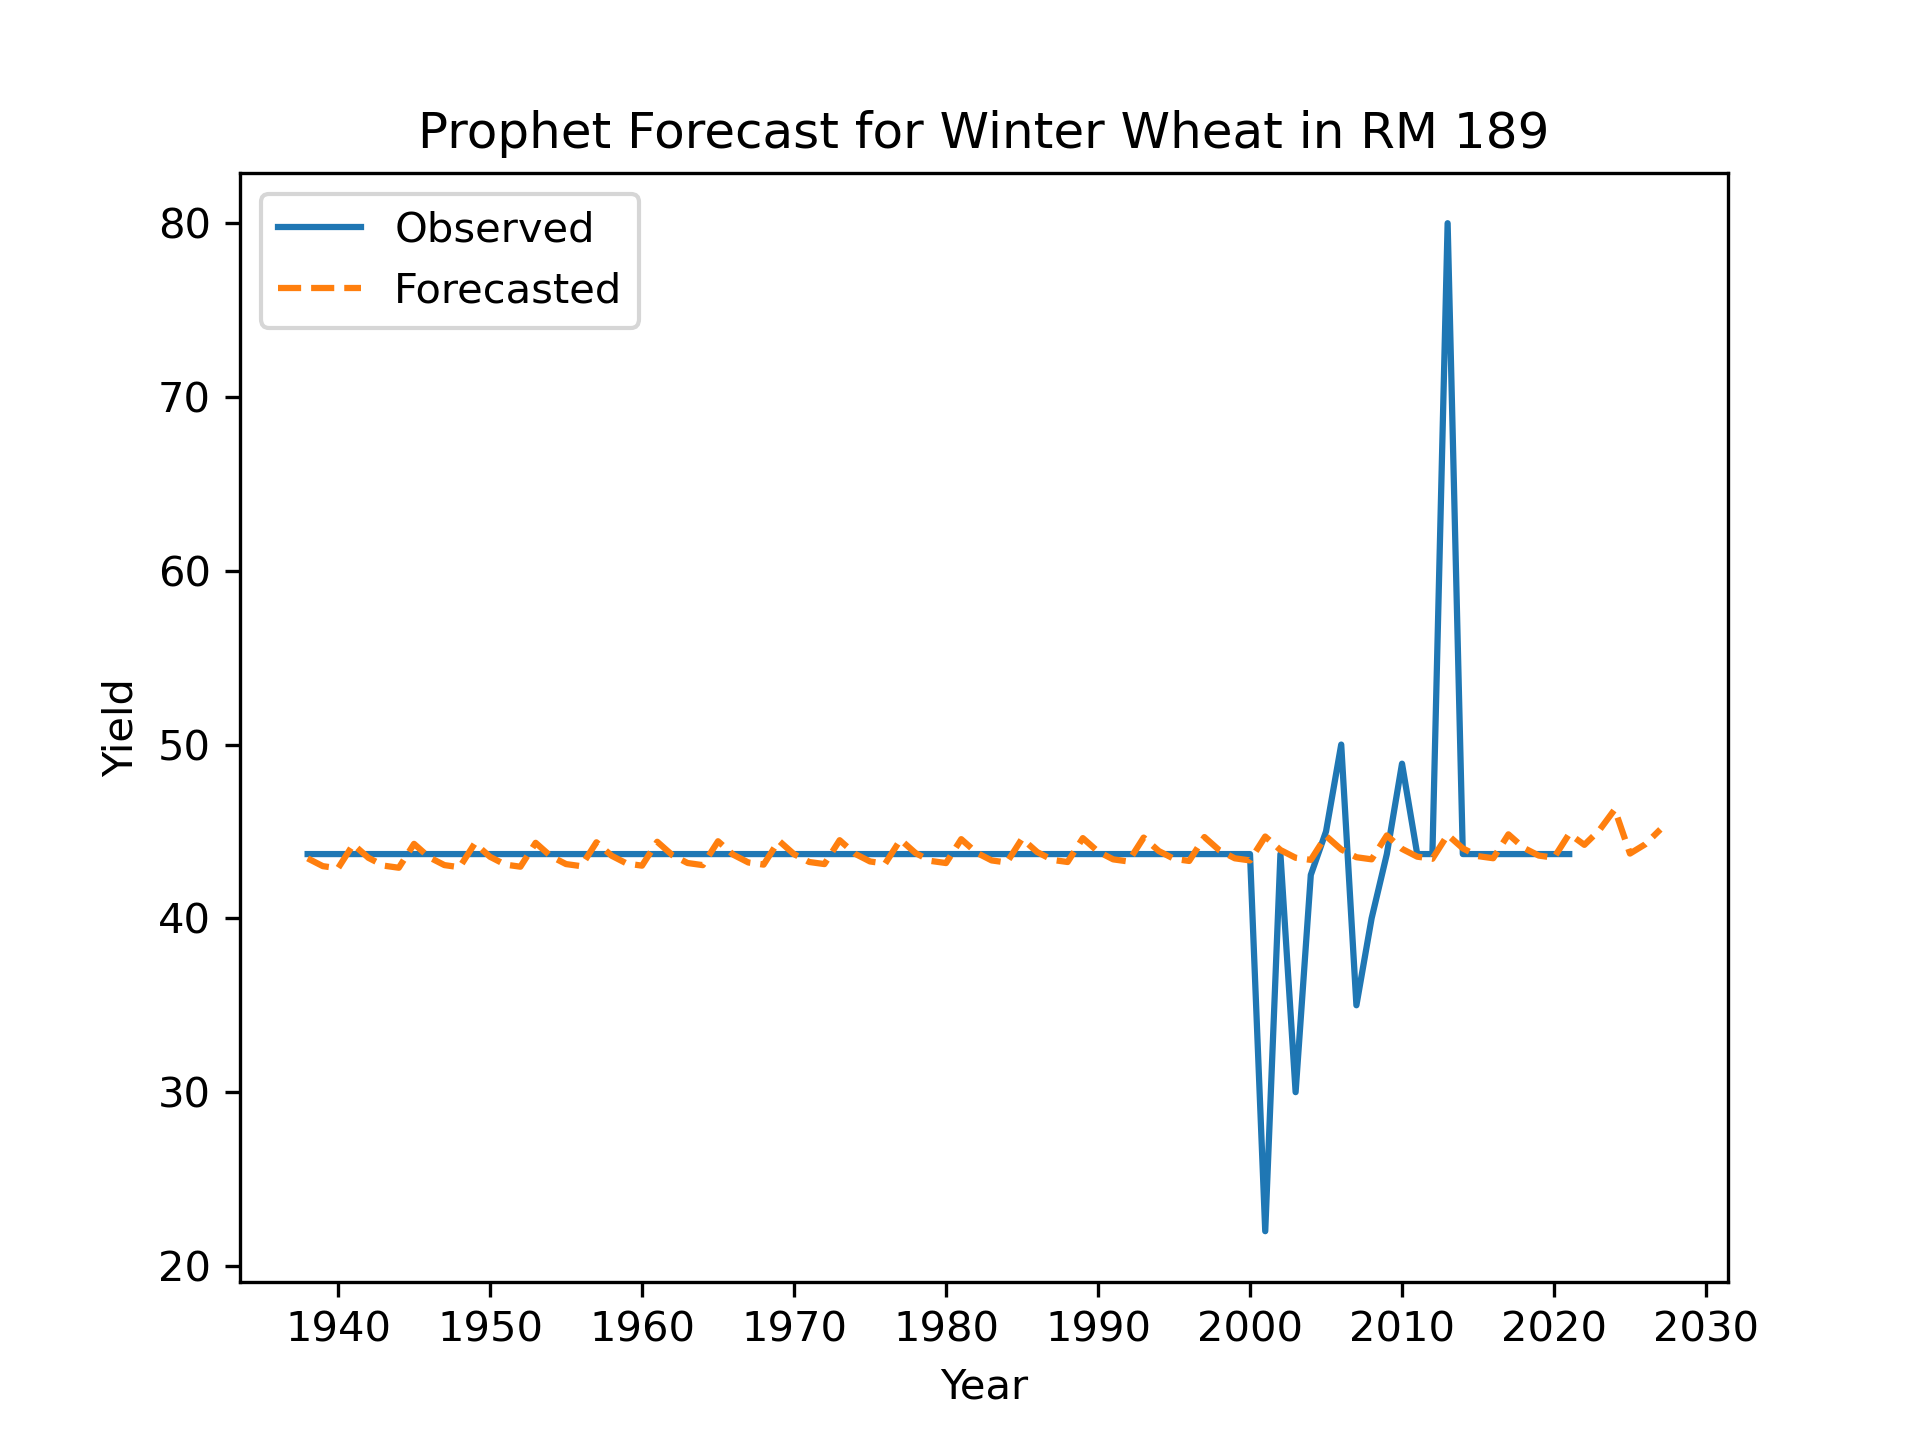 Prophet Forecast for Winter Wheat in RM 189
Observed
Forecasted
80
70
60
50
40
30
20
Yield
1940 1950 1960 1970 1980 1990 2000 2010 2020 2030
Year